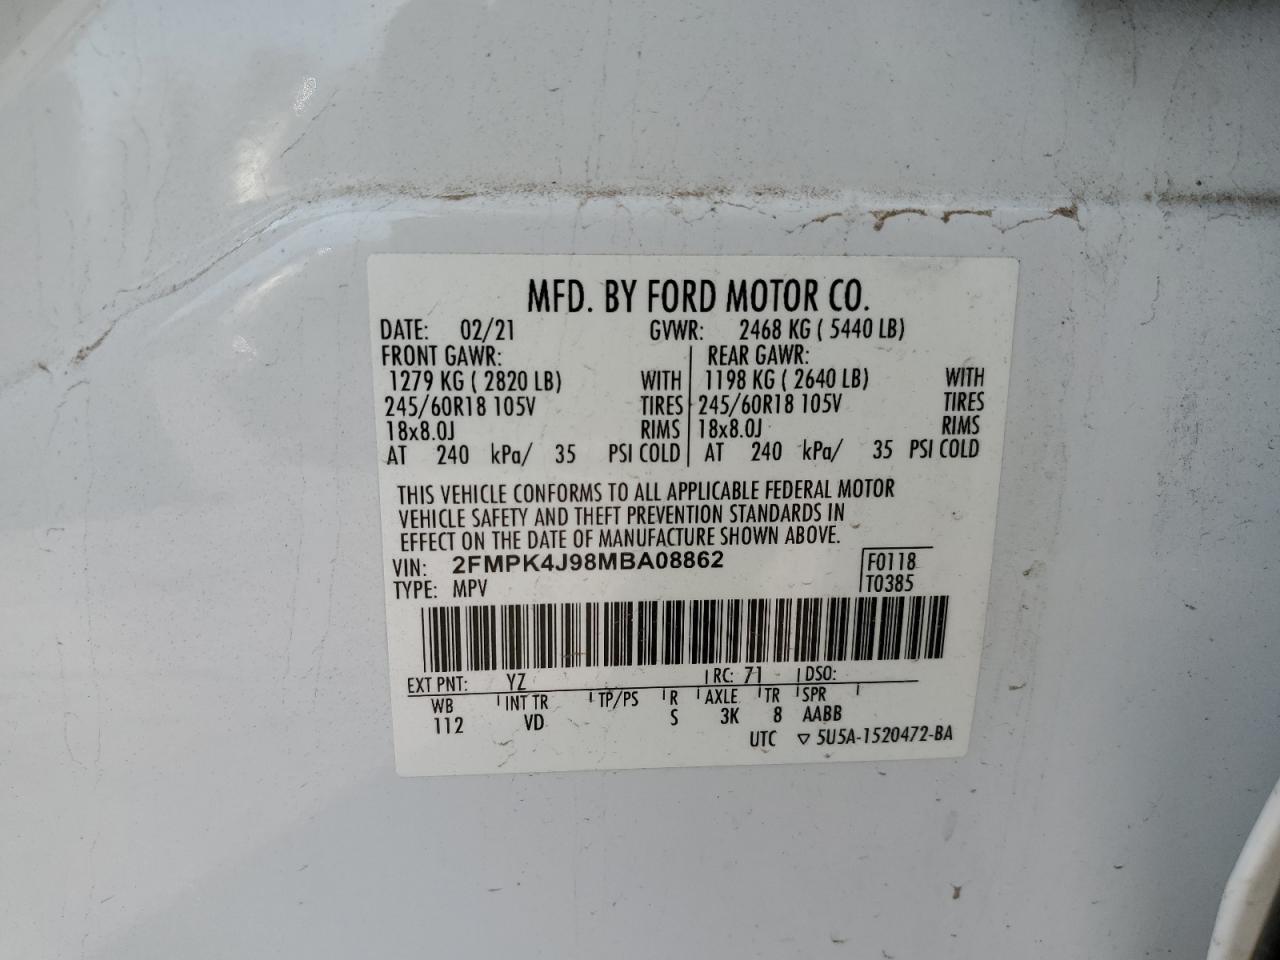 MFD. BY FORD MOTOR CO.
DATE: 02/21 GVWR: 2468 KG ( 5440 LB)
FRONT GAWR: REAR GAWR:
1279 KG ( 2820 LB) WITH 1198 KG ( 2640 LB) WITH
245/60R18 105V TIRES 245/60R18 105V TIRES
18x8.0J RIMS 18x8.0J RIMS
AT 240 kPa/ 35 PSI COLD AT 240 kPa/ 35 PSI COLD
THIS VEHICLE CONFORMS TO ALL APPLICABLE FEDERAL MOTOR
VEHICLE SAFETY AND THEFT PREVENTION STANDARDS IN
EFFECT ON THE DATE OF MANUFACTURE SHOWN ABOVE.
VIN: 2FMPK4J98MBA08862 F0118
TYPE: MPV T0385
EXT PNT: YZ RC: 71 DSO:
WB INT TR TP/PS R AXLE TR SPR
112 VD S 3K 8 AABB
UTC ▽ 5U5A-1520472-BA